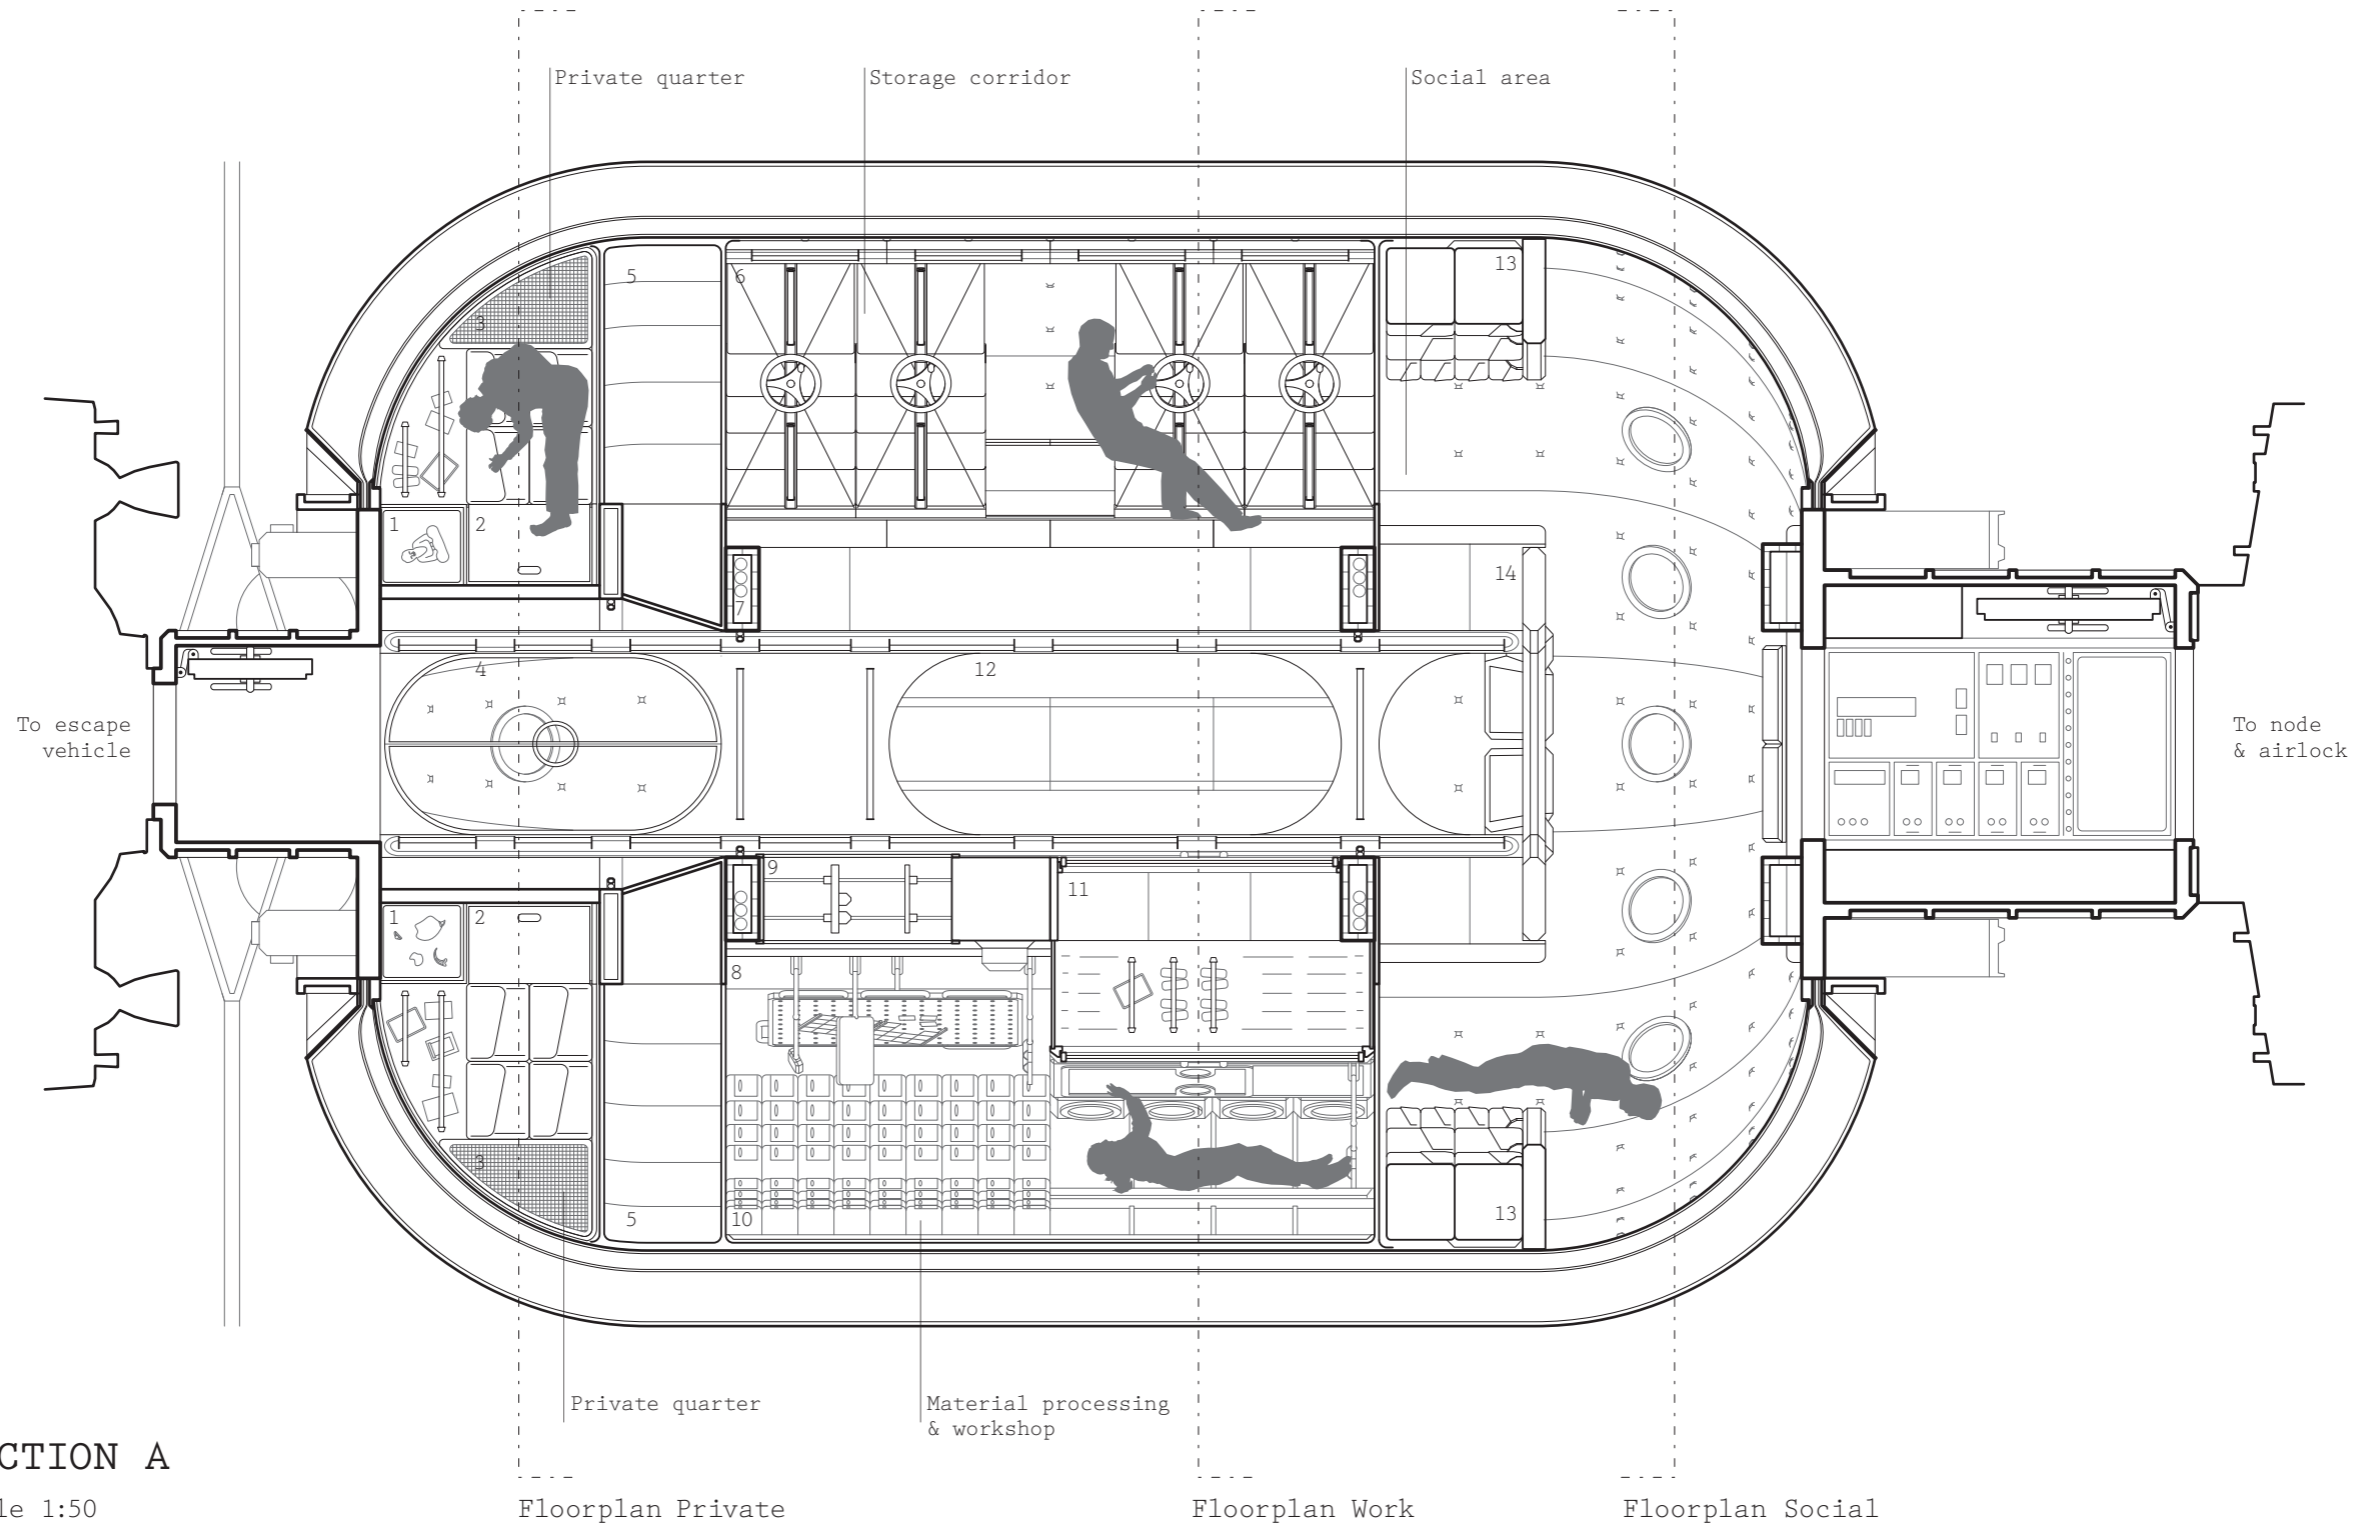 Private quarter
Storage corridor
Social area
5
6
13
3
1
2
14
7
4
12
To escape
vehicle
To node
& airlock
9
11
1
2
8
3
5
10
13
Private quarter
Material processing
& workshop
CTION A
le 1:50
Floorplan Private
Floorplan Work
Floorplan Social